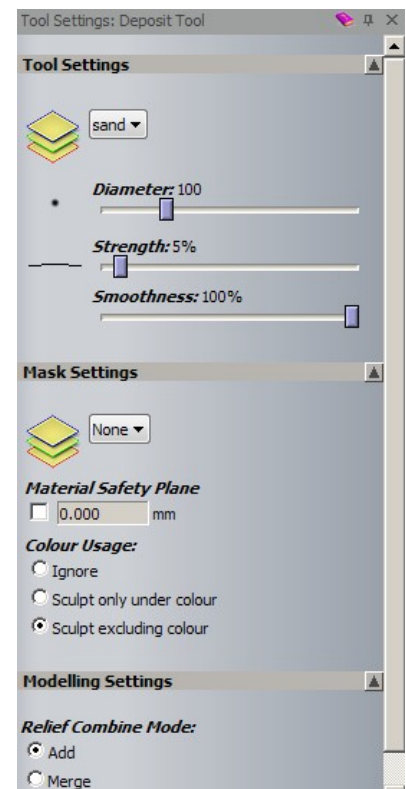 Tool Settings: Deposit Tool
Tool Settings
sand
Diameter: 100
Strength: 5%
Smoothness: 100%
Mask Settings
None
Material Safety Plane
0.000 mm
Colour Usage:
Ignore
Sculpt only under colour
Sculpt excluding colour
Modelling Settings
Relief Combine Mode:
Add
Merge